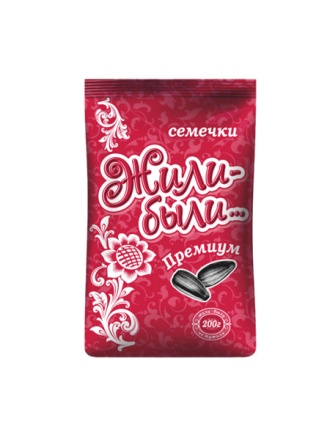 семечки
Жили-
были...
Премиум
200г